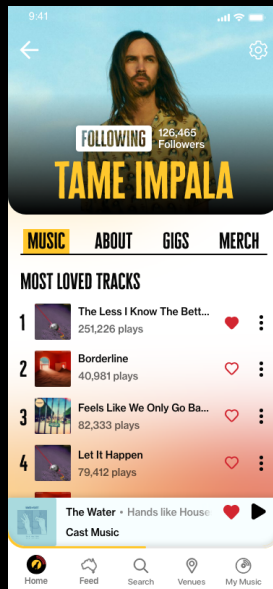 9:41
FOLLOWING
126,465
Followers
TAME IMPALA
MUSIC ABOUT GIGS MERCH
MOST LOVED TRACKS
1 The Less I Know The Bett...
251,226 plays
2 Borderline
40,981 plays
3 Feels Like We Only Go Ba...
82,333 plays
4 Let It Happen
79,412 plays
The Water • Hands like House
Cast Music
Home Feed Search Venues My Music